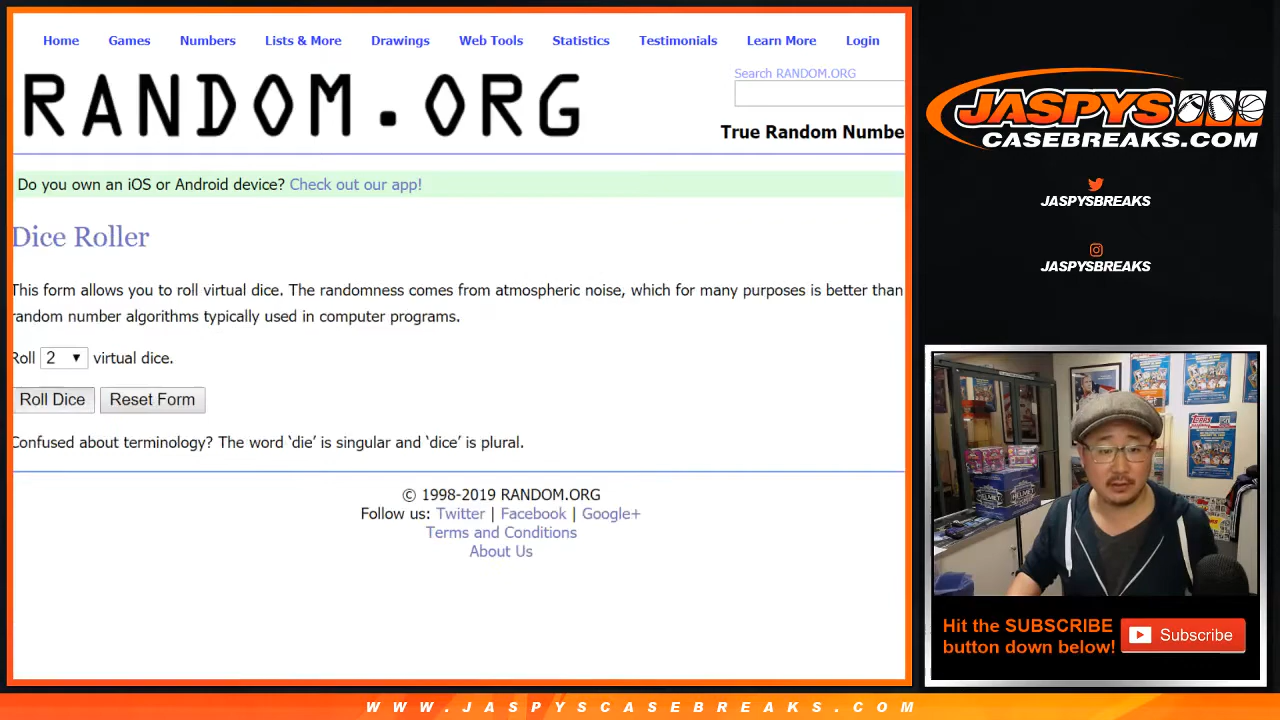 Home Games Numbers Lists & More Drawings Web Tools Statistics Testimonials Learn More Login
RANDOM.ORG
Search RANDOM.ORG
True Random Numbe
Do you own an iOS or Android device? Check out our app!
Dice Roller
This form allows you to roll virtual dice. The randomness comes from atmospheric noise, which for many purposes is better than
random number algorithms typically used in computer programs.
Roll 2 virtual dice.
Roll Dice Reset Form
Confused about terminology? The word ‘die’ is singular and ‘dice’ is plural.
© 1998-2019 RANDOM.ORG
Follow us: Twitter | Facebook | Google+
Terms and Conditions
About Us
JASPYS
CASEBREAKS.COM
JASPYSBREAKS
JASPYSBREAKS
HELMET
TOPPS
Hit the SUBSCRIBE
button down below!
Subscribe
WWW.JASPYSCASEBREAKS.COM